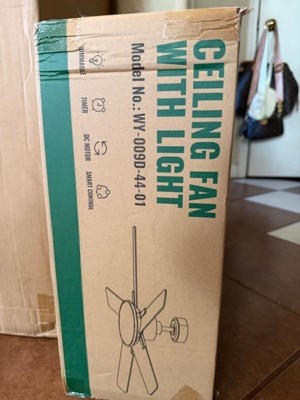 CEILING FAN
WITH LIGHT
Model No.: WY-009D-44-01
TIMER
DC MOTOR
SMART CONTROL